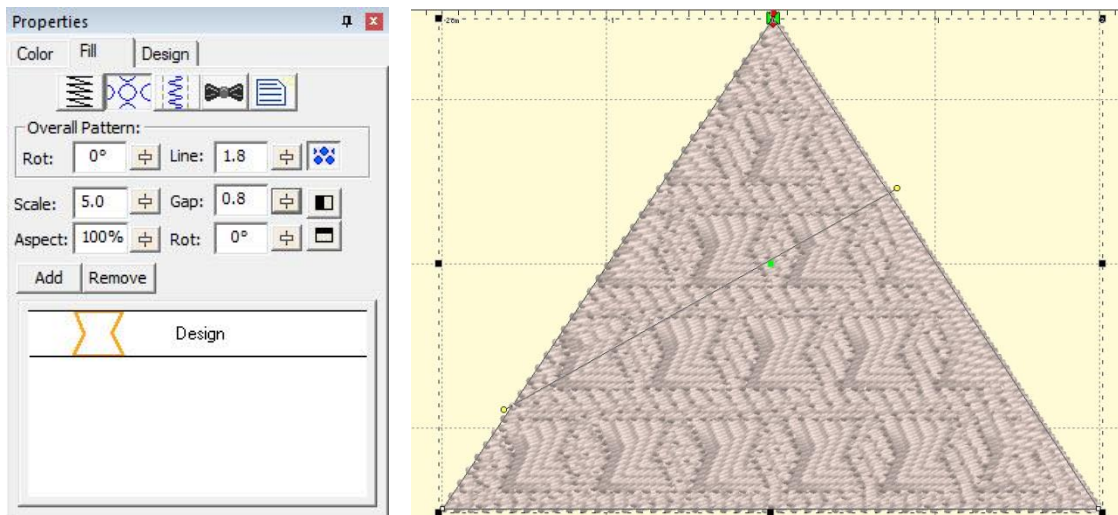 Properties
Color Fill Design
Overall Pattern:
Rot: 0° Line: 1.8
Scale: 5.0 Gap: 0.8
Aspect: 100% Rot: 0°
Add Remove
Design